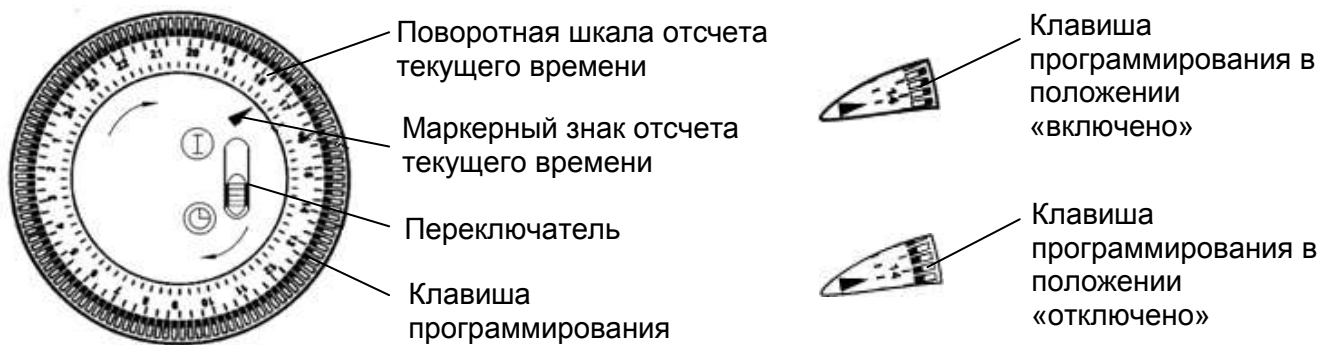 Поворотная шкала отсчета
текущего времени
Маркерный знак отсчета
текущего времени
Переключатель
Клавиша
программирования
Клавиша
программирования в
положении
«включено»
Клавиша
программирования в
положении
«отключено»